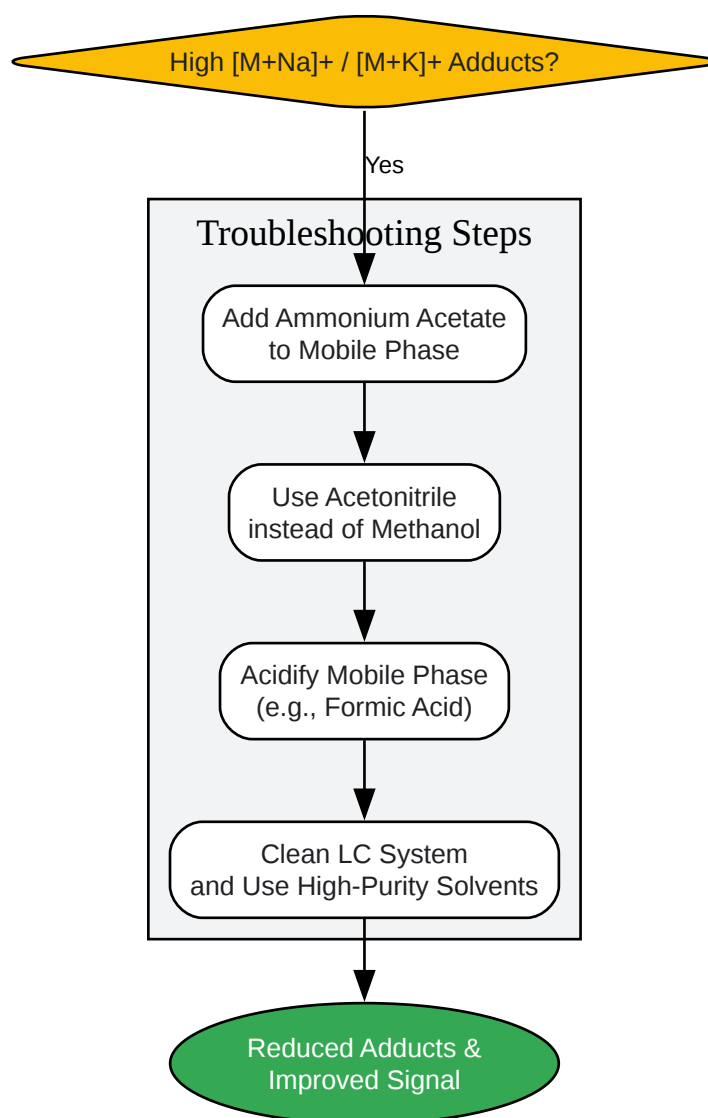 High [M+Na]+ / [M+K]+ Adducts?
Yes
Troubleshooting Steps
Add Ammonium Acetate
to Mobile Phase
Use Acetonitrile
instead of Methanol
Acidify Mobile Phase
(e.g., Formic Acid)
Clean LC System
and Use High-Purity Solvents
Reduced Adducts &
Improved Signal